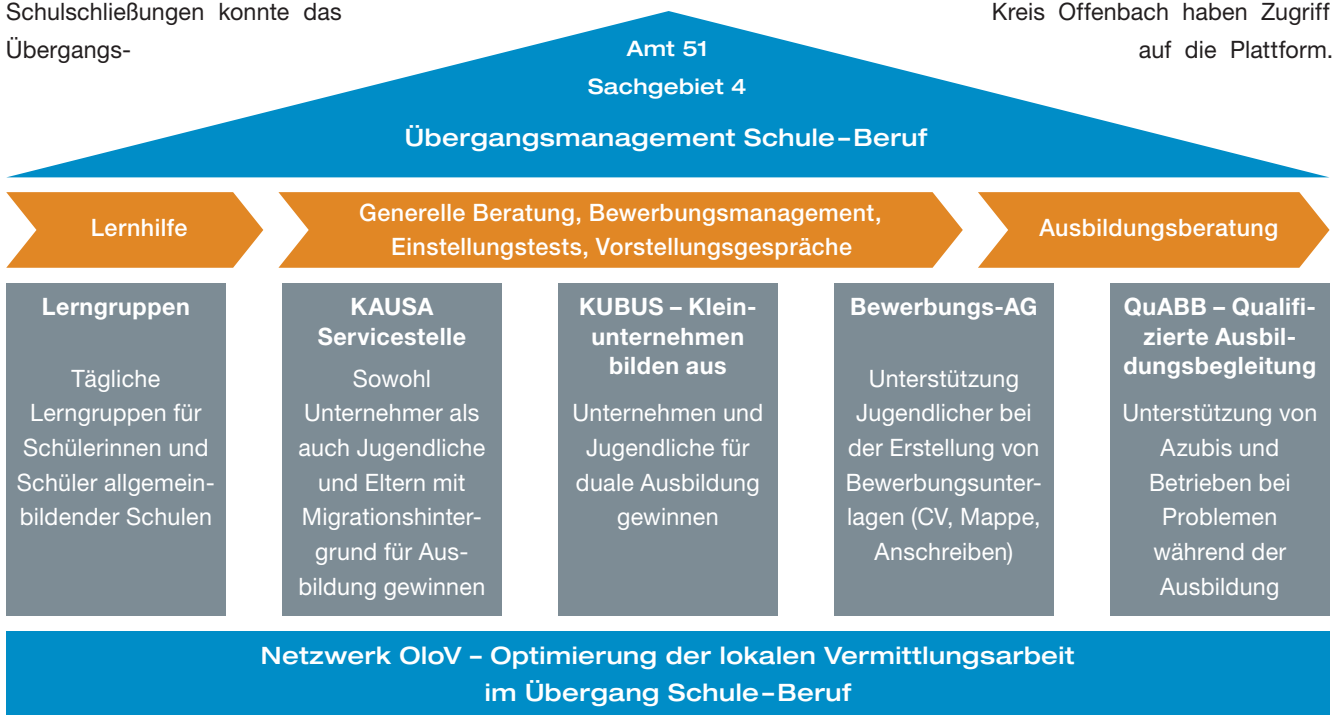 Schulschließungen konnte das
Übergangs-
Kreis Offenbach haben Zugriff
auf die Plattform.
Amt 51
Sachgebiet 4
Übergangsmanagement Schule–Beruf
Lernhilfe
Generelle Beratung, Bewerbungsmanagement,
Einstellungstests, Vorstellungsgespräche
Ausbildungsberatung
Lerngruppen
Tägliche
Lerngruppen für
Schülerinnen und
Schüler allgemein-
bildender Schulen
KAUSA
Servicestelle
Sowohl
Unternehmer als
auch Jugendliche
und Eltern mit
Migrationshinter-
grund für Aus-
bildung gewinnen
KUBUS – Klein-
unternehmen
bilden aus
Unternehmen und
Jugendliche für
duale Ausbildung
gewinnen
Bewerbungs-AG
Unterstützung
Jugendlicher bei
der Erstellung von
Bewerbungsunter-
lagen (CV, Mappe,
Anschreiben)
QuABB – Qualifi-
zierte Ausbil-
dungsbegleitung
Unterstützung von
Azubis und
Betrieben bei
Problemen
während der
Ausbildung
Netzwerk OloV – Optimierung der lokalen Vermittlungsarbeit
im Übergang Schule–Beruf